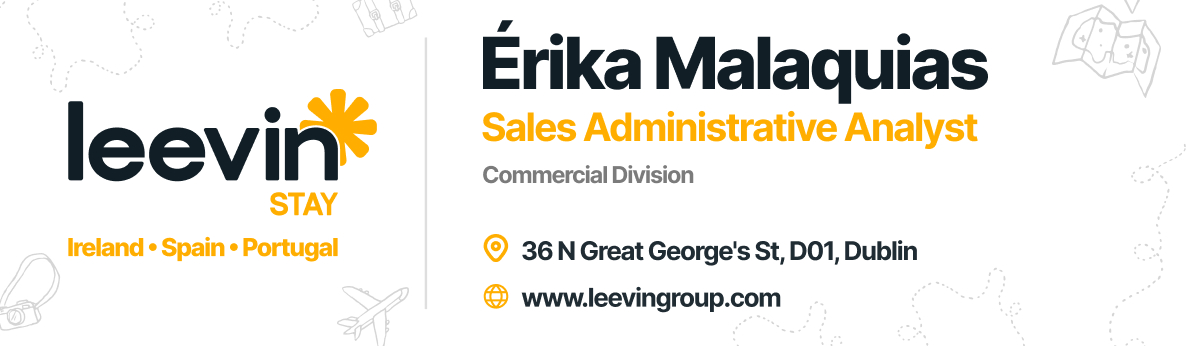 leevin
STAY
Ireland • Spain • Portugal
Érika Malaquias
Sales Administrative Analyst
Commercial Division
36 N Great George's St, D01, Dublin
www.leevingroup.com